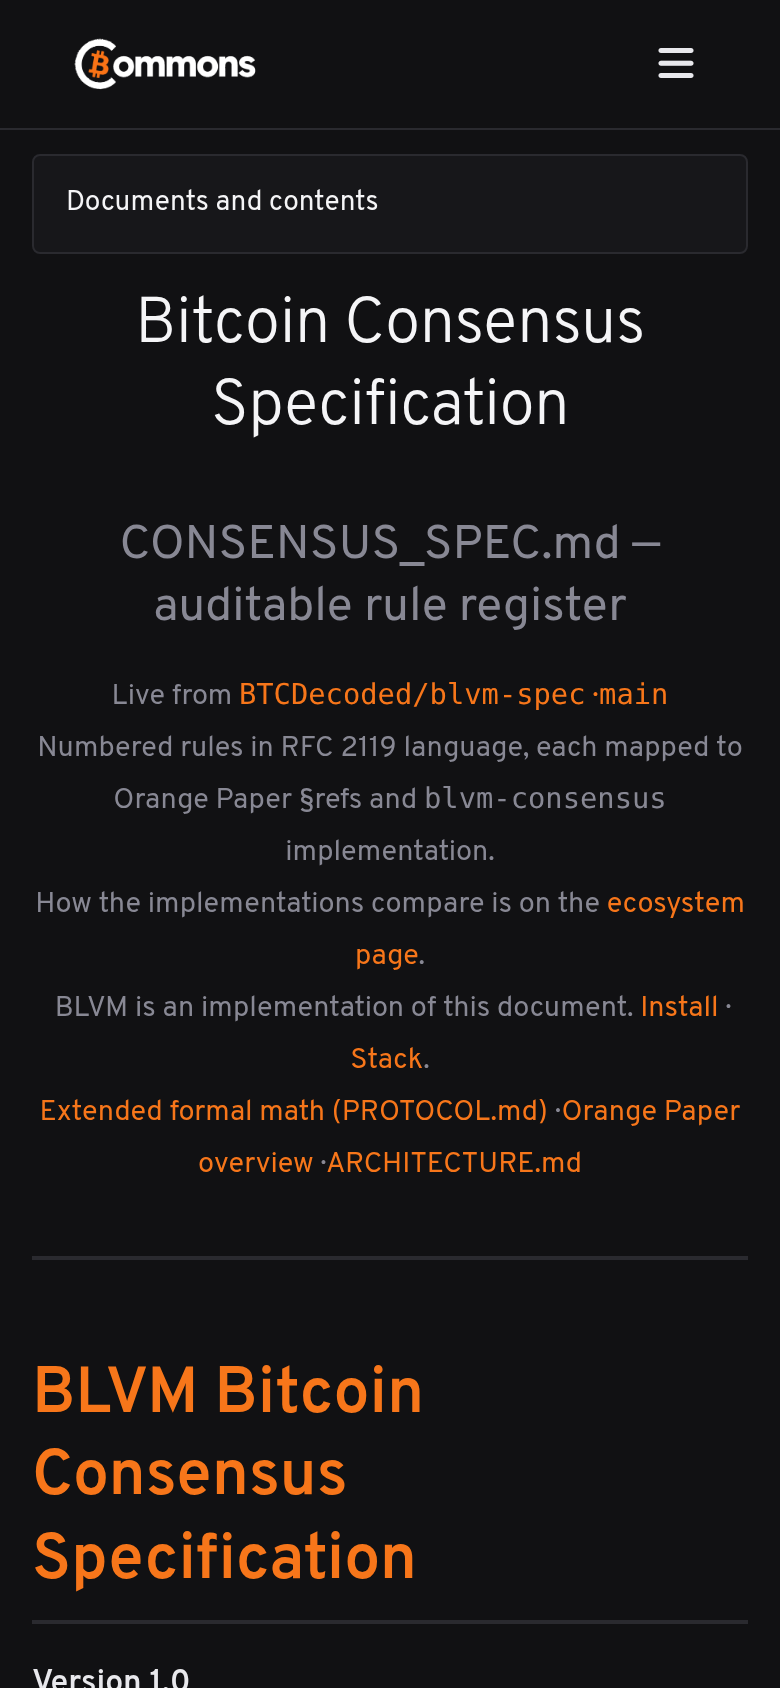 Commons
Documents and contents
Bitcoin Consensus
Specification
CONSENSUS_SPEC.md —
auditable rule register
Live from BTCDecoded/blvm-spec ·main
Numbered rules in RFC 2119 language, each mapped to
Orange Paper §refs and blvm-consensus
implementation.
How the implementations compare is on the ecosystem
page.
BLVM is an implementation of this document. Install ·
Stack.
Extended formal math (PROTOCOL.md) ·Orange Paper
overview ·ARCHITECTURE.md
BLVM Bitcoin
Consensus
Specification
Version 1.0